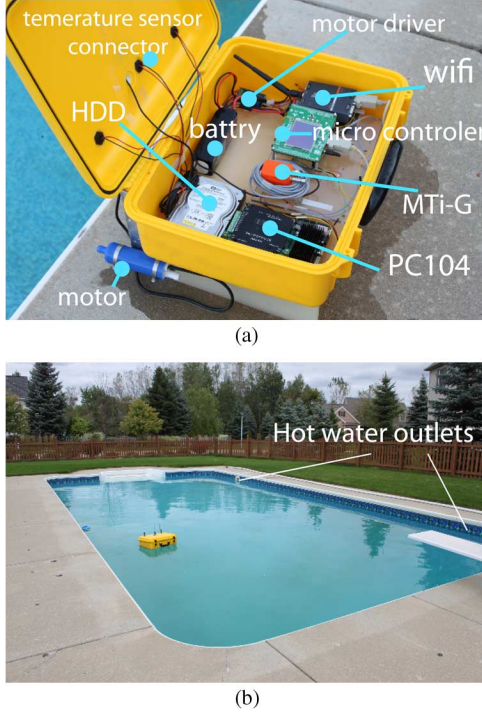 temerature sensor
connector
motor driver
wifi
HDD
battry
micro controler
MTi-G
PC104
motor
(a)
Hot water outlets
(b)